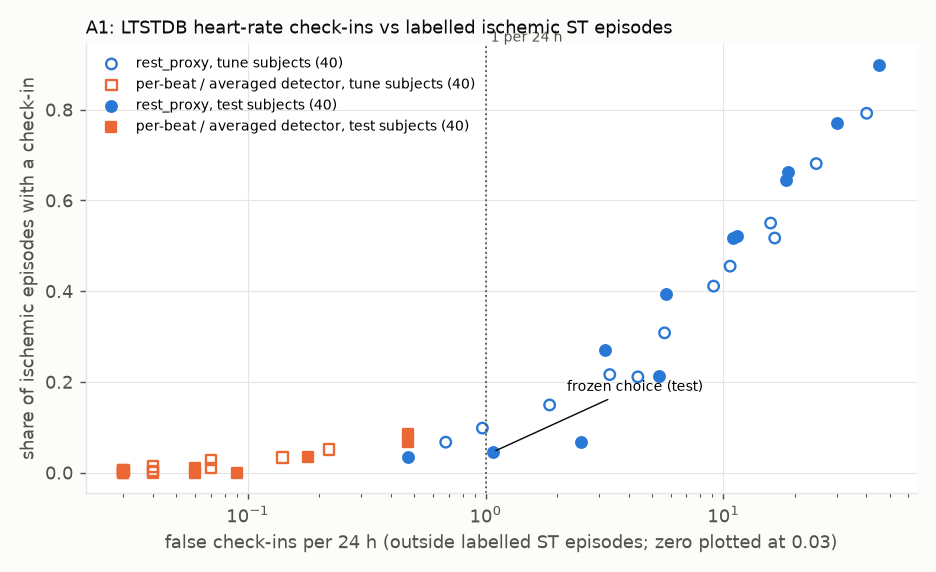 A1: LTSTDB heart-rate check-ins vs labelled ischemic ST episodes
1 per 24 h
rest_proxy, tune subjects (40)
per-beat / averaged detector, tune subjects (40)
rest_proxy, test subjects (40)
per-beat / averaged detector, test subjects (40)
share of ischemic episodes with a check-in
0.8
0.6
0.4
0.2
0.0
frozen choice (test)
10⁻¹
10⁰
10¹
false check-ins per 24 h (outside labelled ST episodes; zero plotted at 0.03)